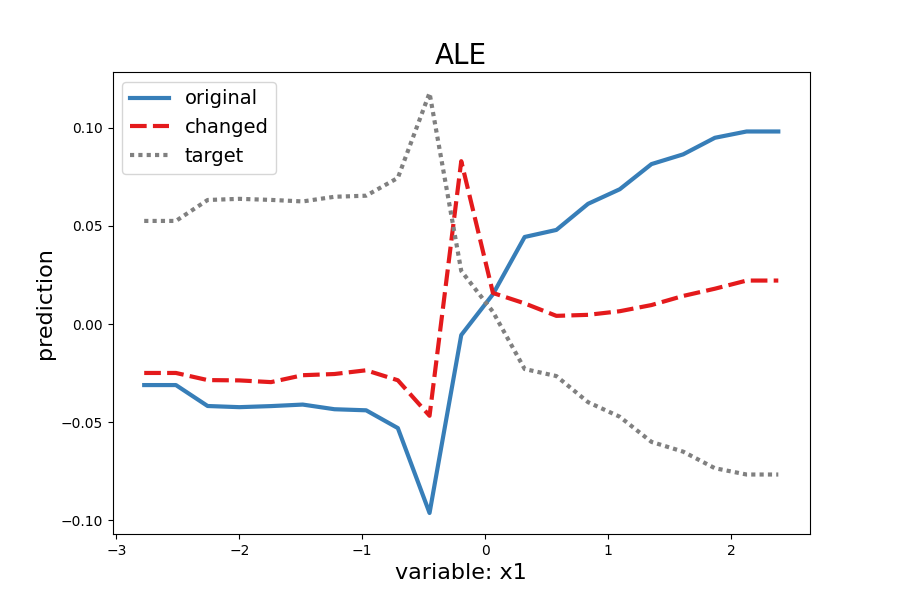 ALE
original
changed
target
prediction
0.10
0.05
0.00
−0.05
−0.10
−3
−2
−1
0
1
2
variable: x1